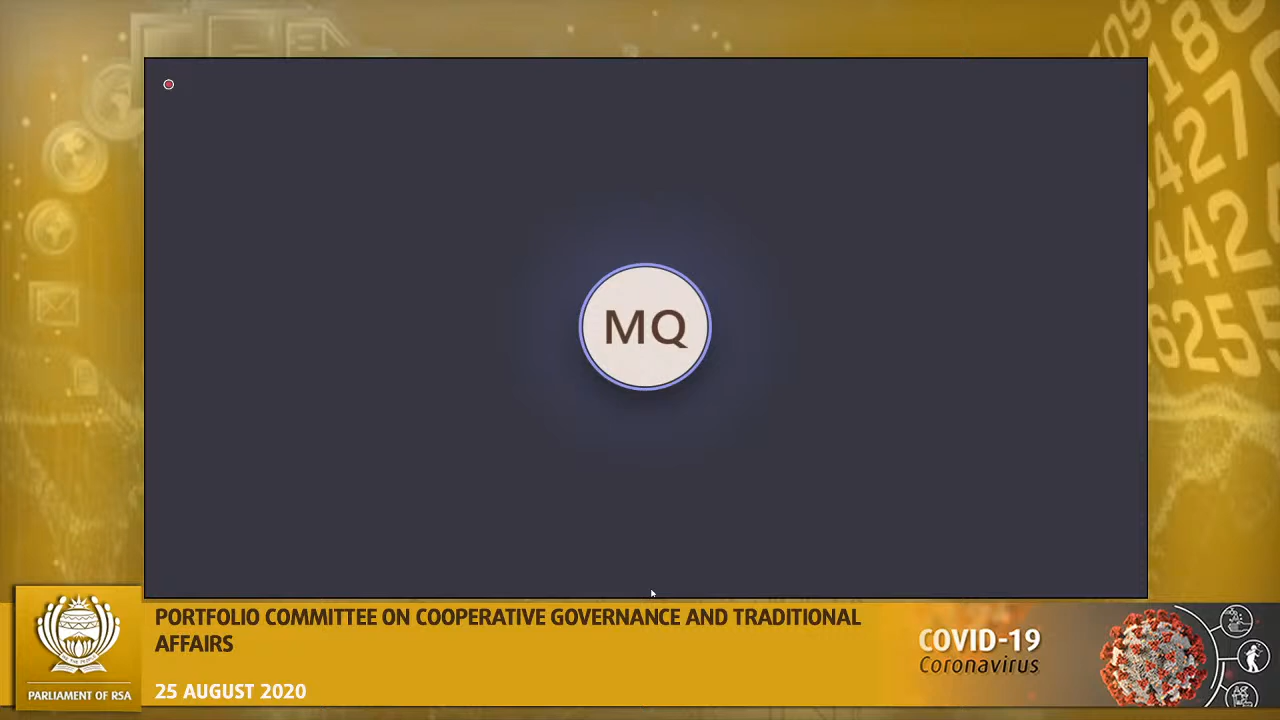 MQ
PORTFOLIO COMMITTEE ON COOPERATIVE GOVERNANCE AND TRADITIONAL
AFFAIRS
25 AUGUST 2020
PARLIAMENT OF RSA
COVID-19
Coronavirus